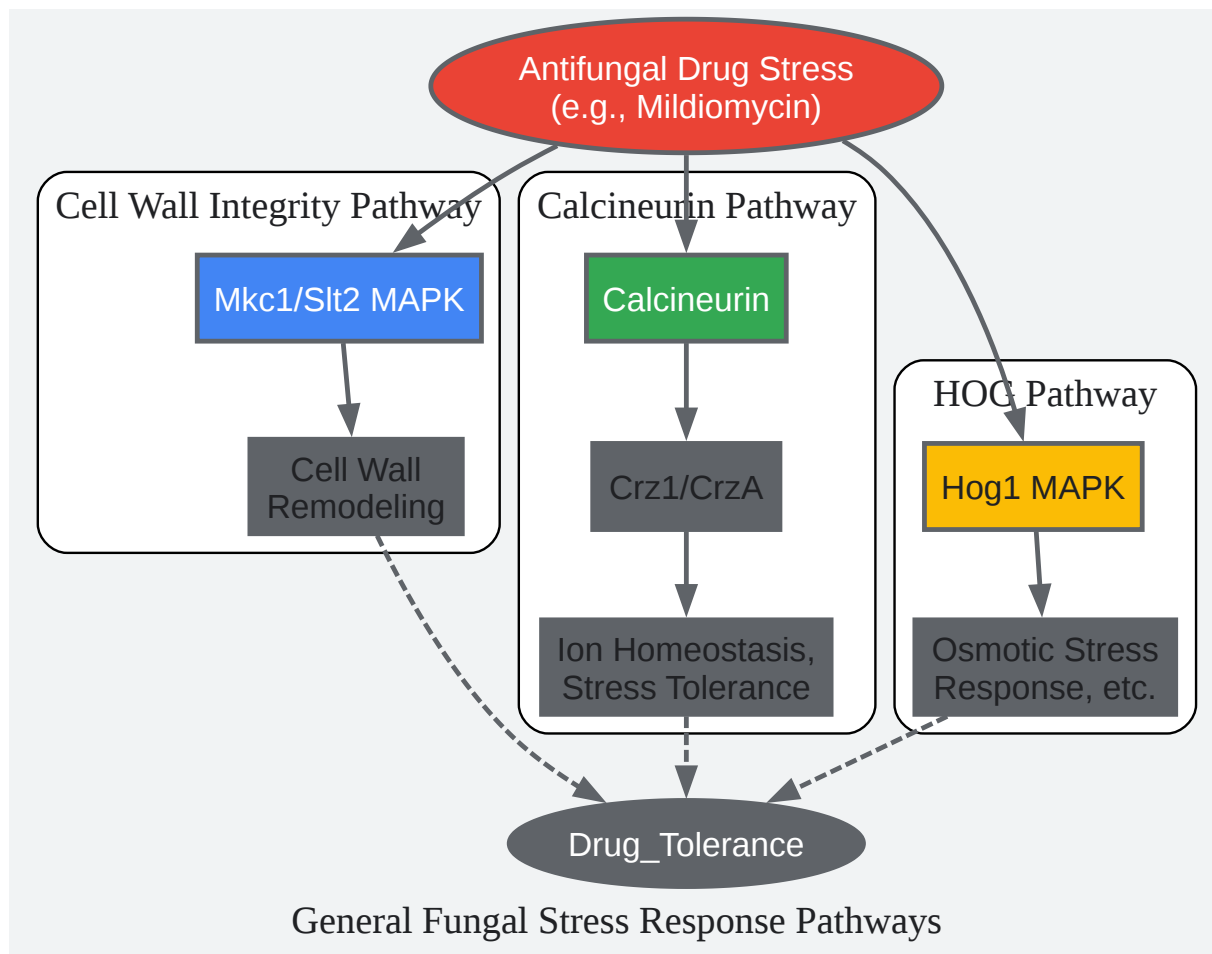 Antifungal Drug Stress
(e.g., Mildiomycin)
Cell Wall Integrity Pathway
Calcineurin Pathway
Mkc1/Slt2 MAPK
Calcineurin
HOG Pathway
Cell Wall
Remodeling
Crz1/CrzA
Hog1 MAPK
Ion Homeostasis,
Stress Tolerance
Osmotic Stress
Response, etc.
Drug_Tolerance
General Fungal Stress Response Pathways